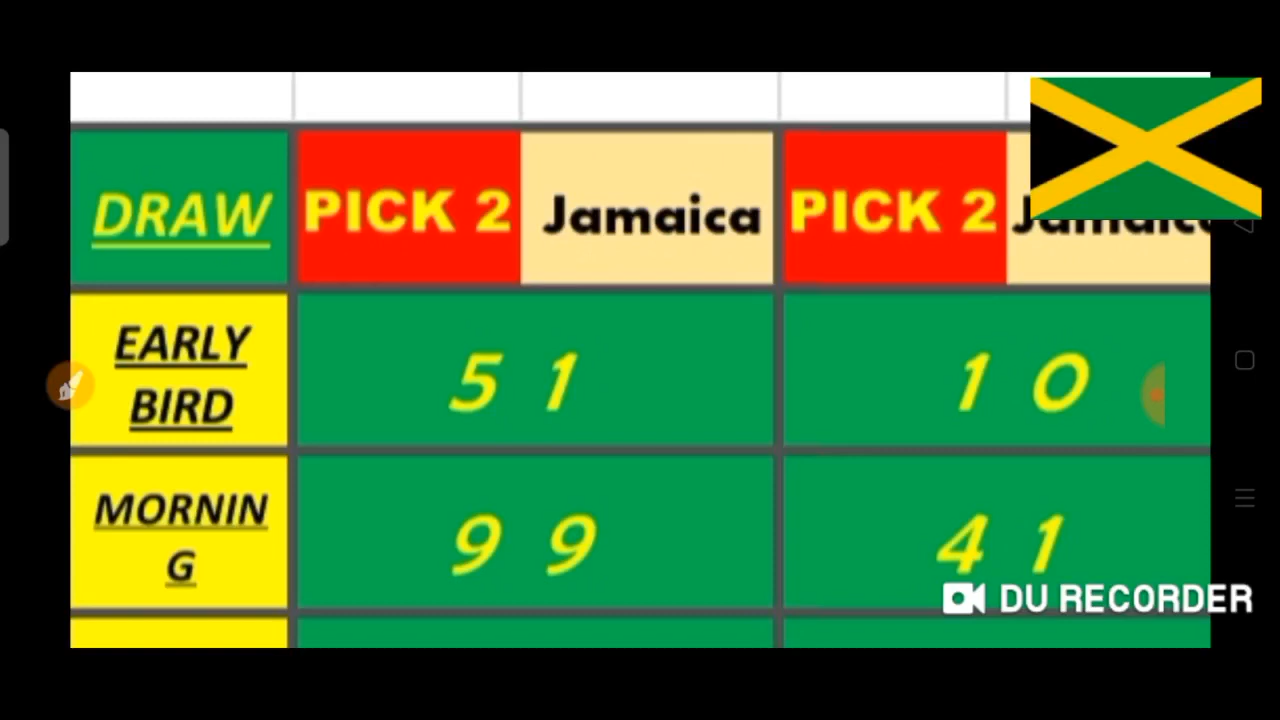 DRAW PICK 2 Jamaica PICK 2
EARLY
BIRD
5 1 1 0
MORNIN
G
9 9 4 1
DU RECORDER